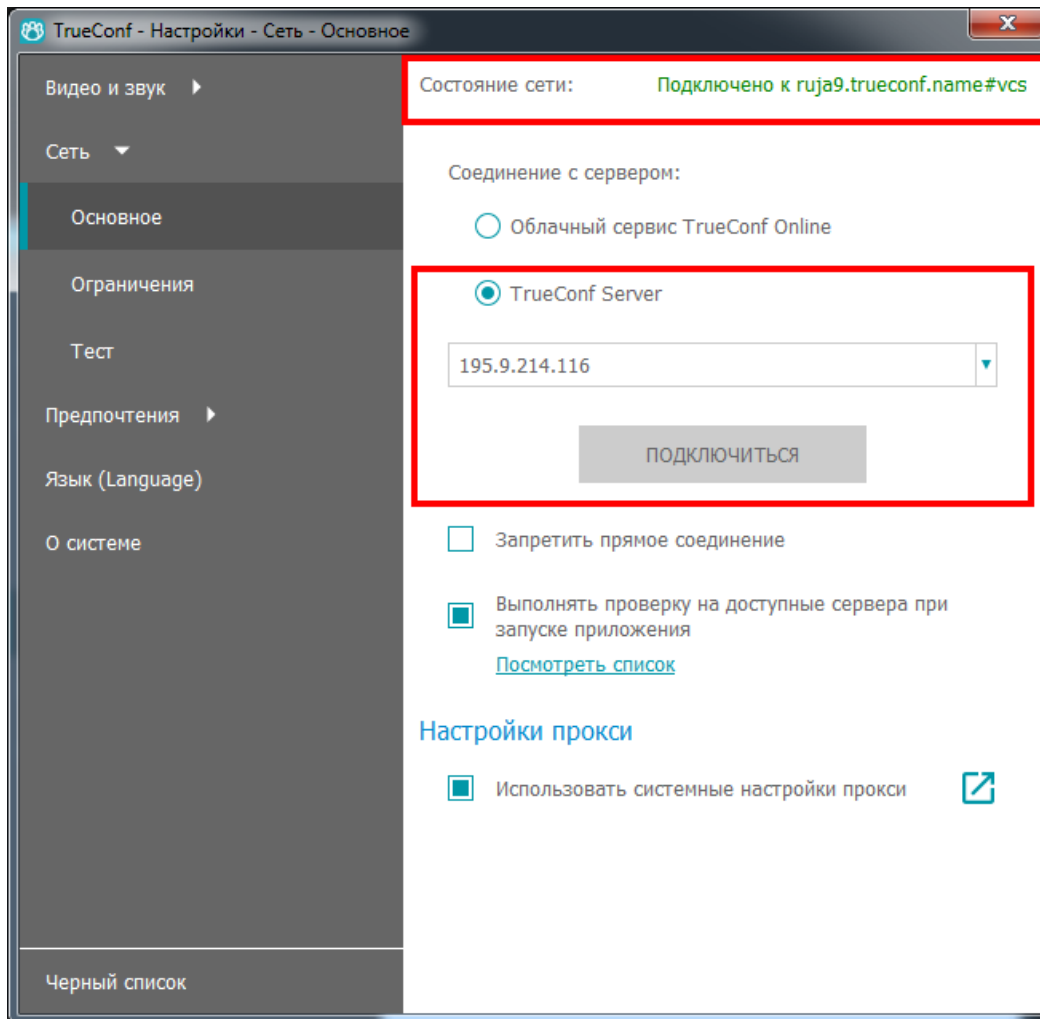 TrueConf - Настройки - Сеть - Основное
Видео и звук
Сеть
Основное
Ограничения
Тест
Предпочтения
Язык (Language)
О системе
Черный список
Состояние сети: Подключено к ruja9.trueconf.name#vcs
Соединение с сервером:
Облачный сервис TrueConf Online
TrueConf Server
195.9.214.116
ПОДКЛЮЧИТЬСЯ
Запретить прямое соединение
Выполнять проверку на доступные сервера при
запуске приложения
Посмотреть список
Настройки прокси
Использовать системные настройки прокси